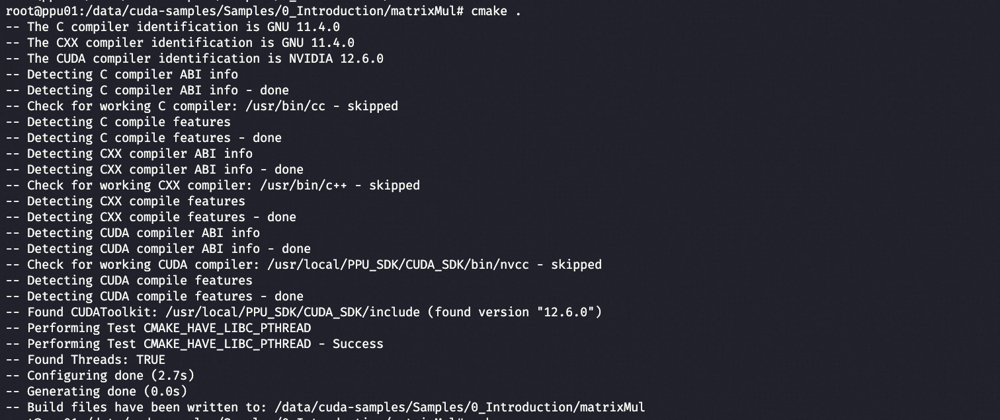 root@ppu01:/data/cuda-samples/Samples/0_Introduction/matrixMul# cmake .
-- The C compiler identification is GNU 11.4.0
-- The CXX compiler identification is GNU 11.4.0
-- The CUDA compiler identification is NVIDIA 12.6.0
-- Detecting C compiler ABI info
-- Detecting C compiler ABI info - done
-- Check for working C compiler: /usr/bin/cc - skipped
-- Detecting C compile features
-- Detecting C compile features - done
-- Detecting CXX compiler ABI info
-- Detecting CXX compiler ABI info - done
-- Check for working CXX compiler: /usr/bin/c++ - skipped
-- Detecting CXX compile features
-- Detecting CXX compile features - done
-- Detecting CUDA compiler ABI info
-- Detecting CUDA compiler ABI info - done
-- Check for working CUDA compiler: /usr/local/PPU_SDK/CUDA_SDK/bin/nvcc - skipped
-- Detecting CUDA compile features
-- Detecting CUDA compile features - done
-- Found CUDAToolkit: /usr/local/PPU_SDK/CUDA_SDK/include (found version "12.6.0")
-- Performing Test CMAKE_HAVE_LIBC_PTHREAD
-- Performing Test CMAKE_HAVE_LIBC_PTHREAD - Success
-- Found Threads: TRUE
-- Configuring done (2.7s)
-- Generating done (0.0s)
-- Build files have been written to: /data/cuda-samples/Samples/0_Introduction/matrixMul